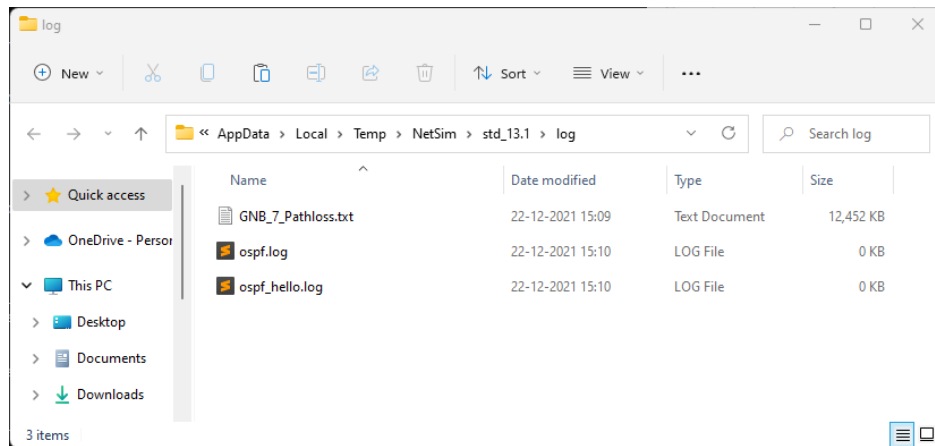 log
New
Sort
View
« AppData > Local > Temp > NetSim > std_13.1 > log
Search log
Name Date modified Type Size
Quick access
OneDrive - Person
This PC
Desktop
Documents
Downloads
GNB_7_Pathloss.txt 22-12-2021 15:09 Text Document 12,452 KB
ospf.log 22-12-2021 15:10 LOG File 0 KB
ospf_hello.log 22-12-2021 15:10 LOG File 0 KB
3 items